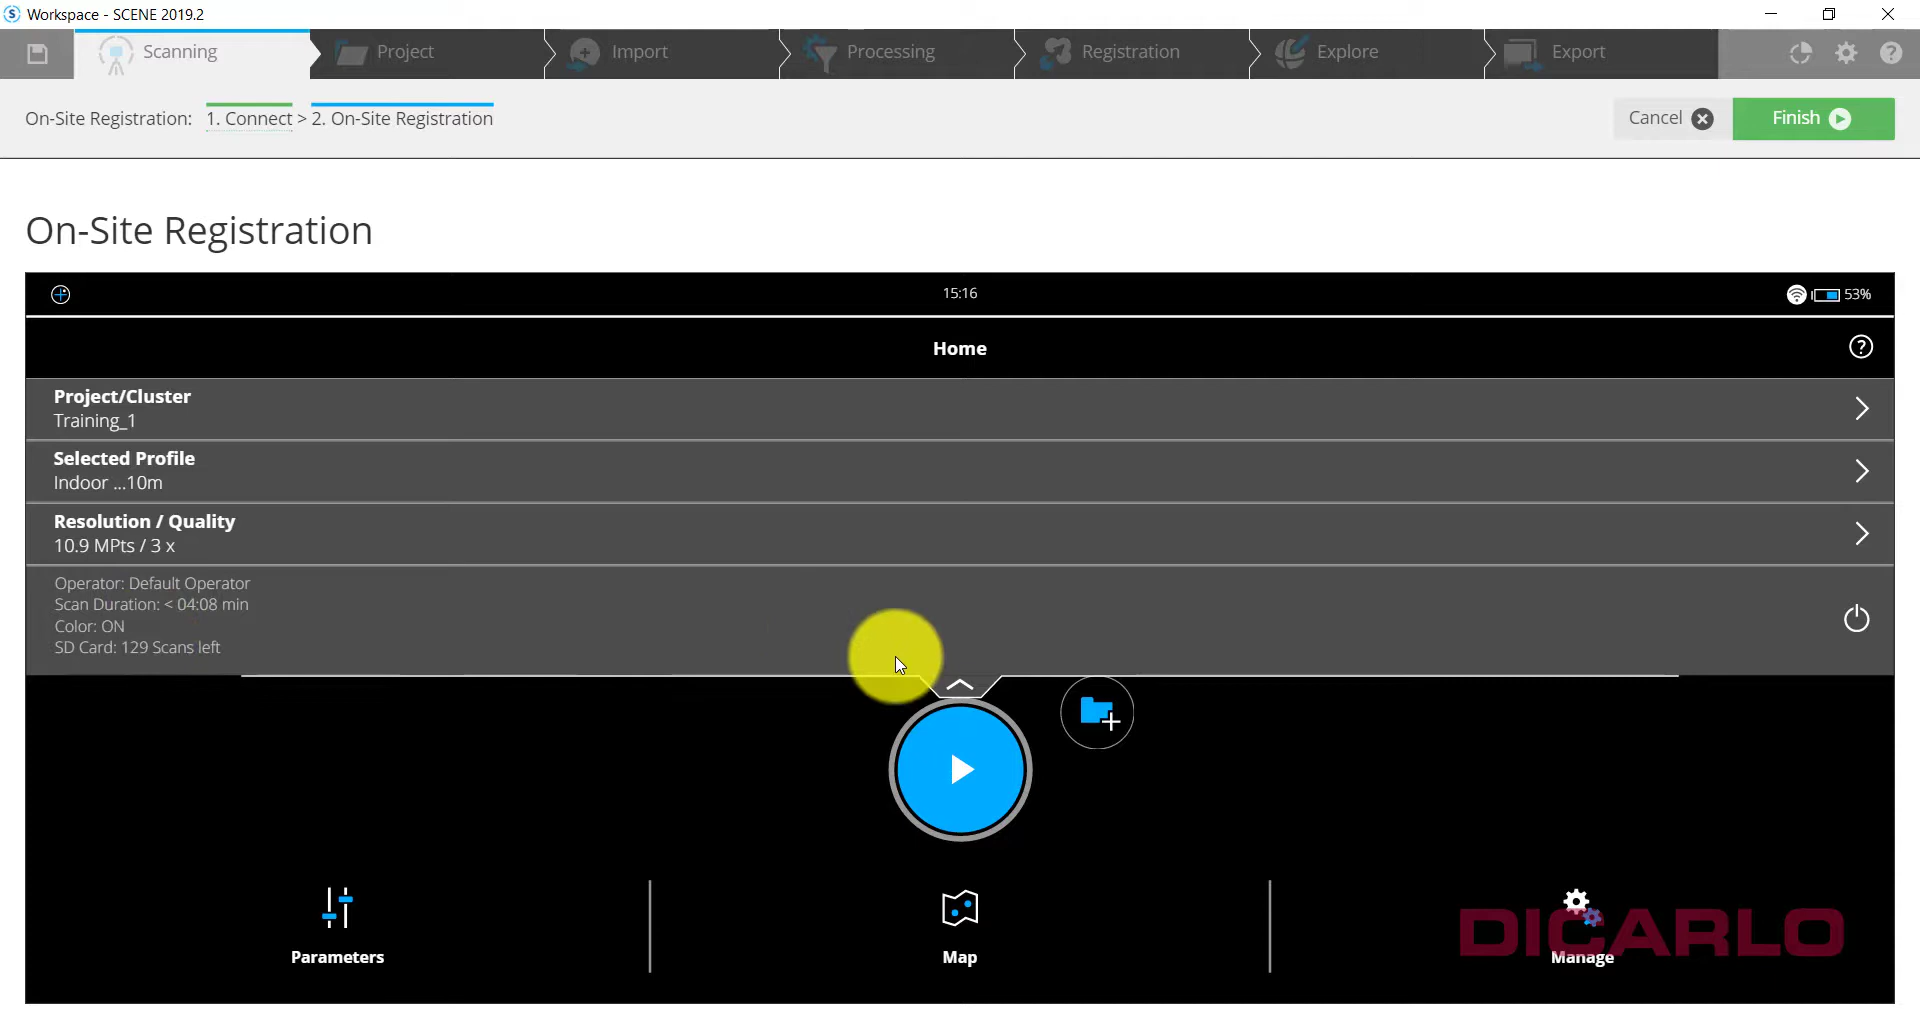 Workspace - SCENE 2019.2
Scanning
Project
Import
Processing
Registration
Explore
Export
On-Site Registration: 1. Connect > 2. On-Site Registration
Cancel
Finish
On-Site Registration
15:16
53%
Home
Project/Cluster
Training_1
Selected Profile
Indoor ...10m
Resolution / Quality
10.9 MPts / 3 x
Operator: Default Operator
Scan Duration: < 04:08 min
Color: ON
SD Card: 129 Scans left
Parameters
Map
Manage
DICARLO